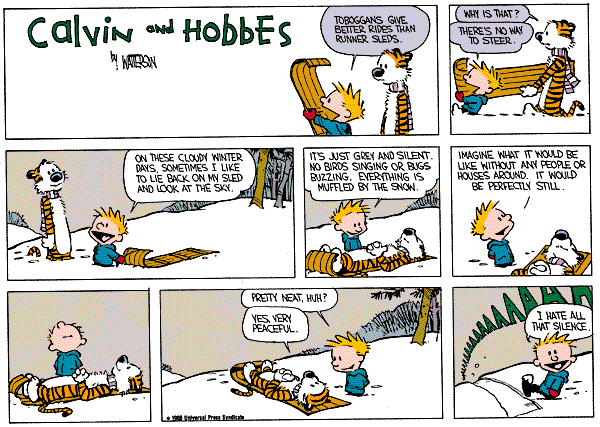 Calvin and HOBBES
by WATTERSON
TOBOGGANS GIVE
BETTER RIDES THAN
RUNNER SLEDS.
WHY IS THAT?
THERE'S NO WAY
TO STEER.
ON THESE CLOUDY WINTER
DAYS, SOMETIMES I LIKE
TO LIE BACK ON MY SLED
AND LOOK AT THE SKY.
IT'S JUST GREY AND SILENT.
NO BIRDS SINGING OR BUGS
BUZZING. EVERYTHING IS
MUFFLED BY THE SNOW.
IMAGINE WHAT IT WOULD BE
LIKE WITHOUT ANY PEOPLE OR
HOUSES AROUND. IT WOULD
BE PERFECTLY STILL.
PRETTY NEAT, HUH?
YES, VERY
PEACEFUL.
© 1988 Universal Press Syndicate
I HATE ALL
THAT SILENCE.